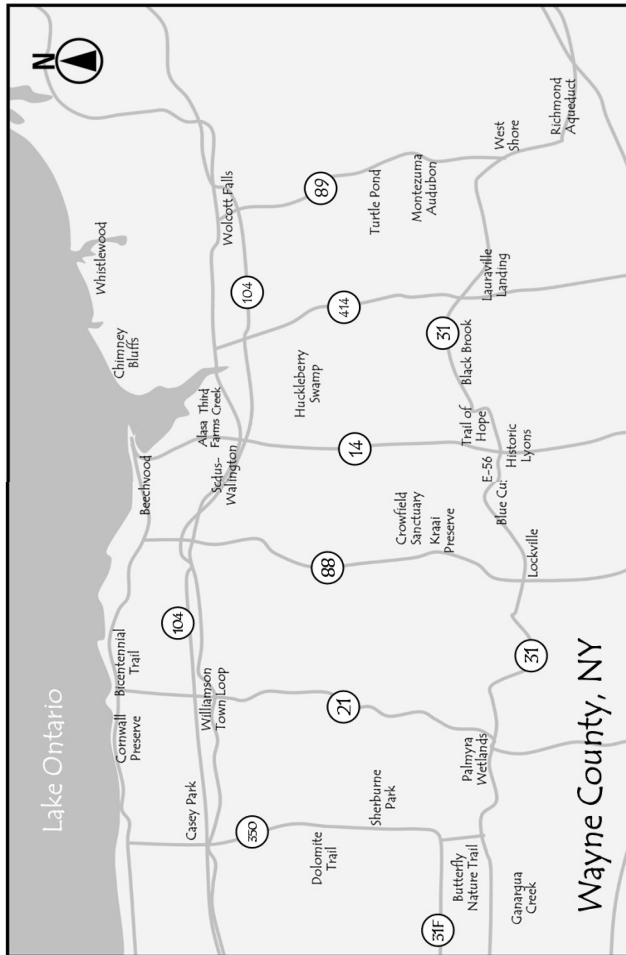 N
Lake Ontario
Whistlewood
Chimney
Bluffs
Beechwood
Bicentennial
Trail
Cornwall
Preserve
Casey Park
Wolcott Falls
Alasa
Farms
Third
Creek
Sodus-
Walington
104
104
Williamson
Town Loop
350
Dolomite
Trail
Sherburne
Park
21
88
14
Huckleberry
Swamp
414
89
Turtle Pond
Montezuma
Audubon
West
Shore
Richmond
Aqueduct
Crowfield
Sanctuary
Kraai
Preserve
31
Black Brook
Lauraville
Landing
Trail of
Hope
E-56
Historic
Lyons
Blue Cut
Lockville
31
Palmyra
Wetlands
31F
Butterfly
Nature Trail
Ganargua
Creek
Wayne County, NY